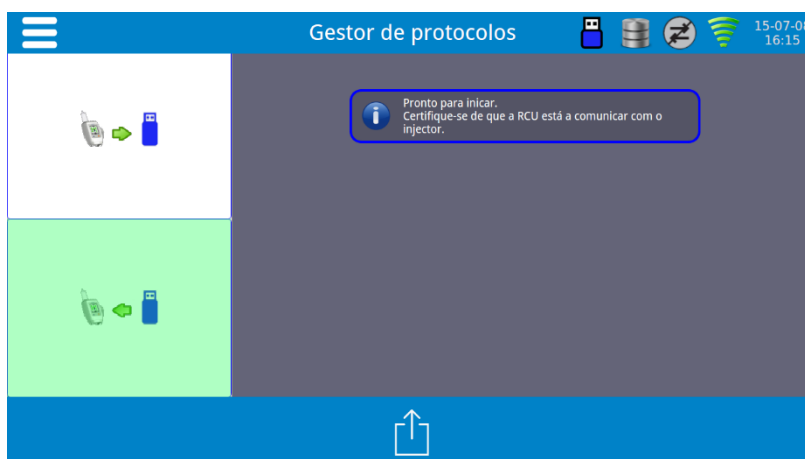 Gestor de protocolos
15-07-08
16:15
Pronto para inicar.
Certifique-se de que a RCU está a comunicar com o
injector.